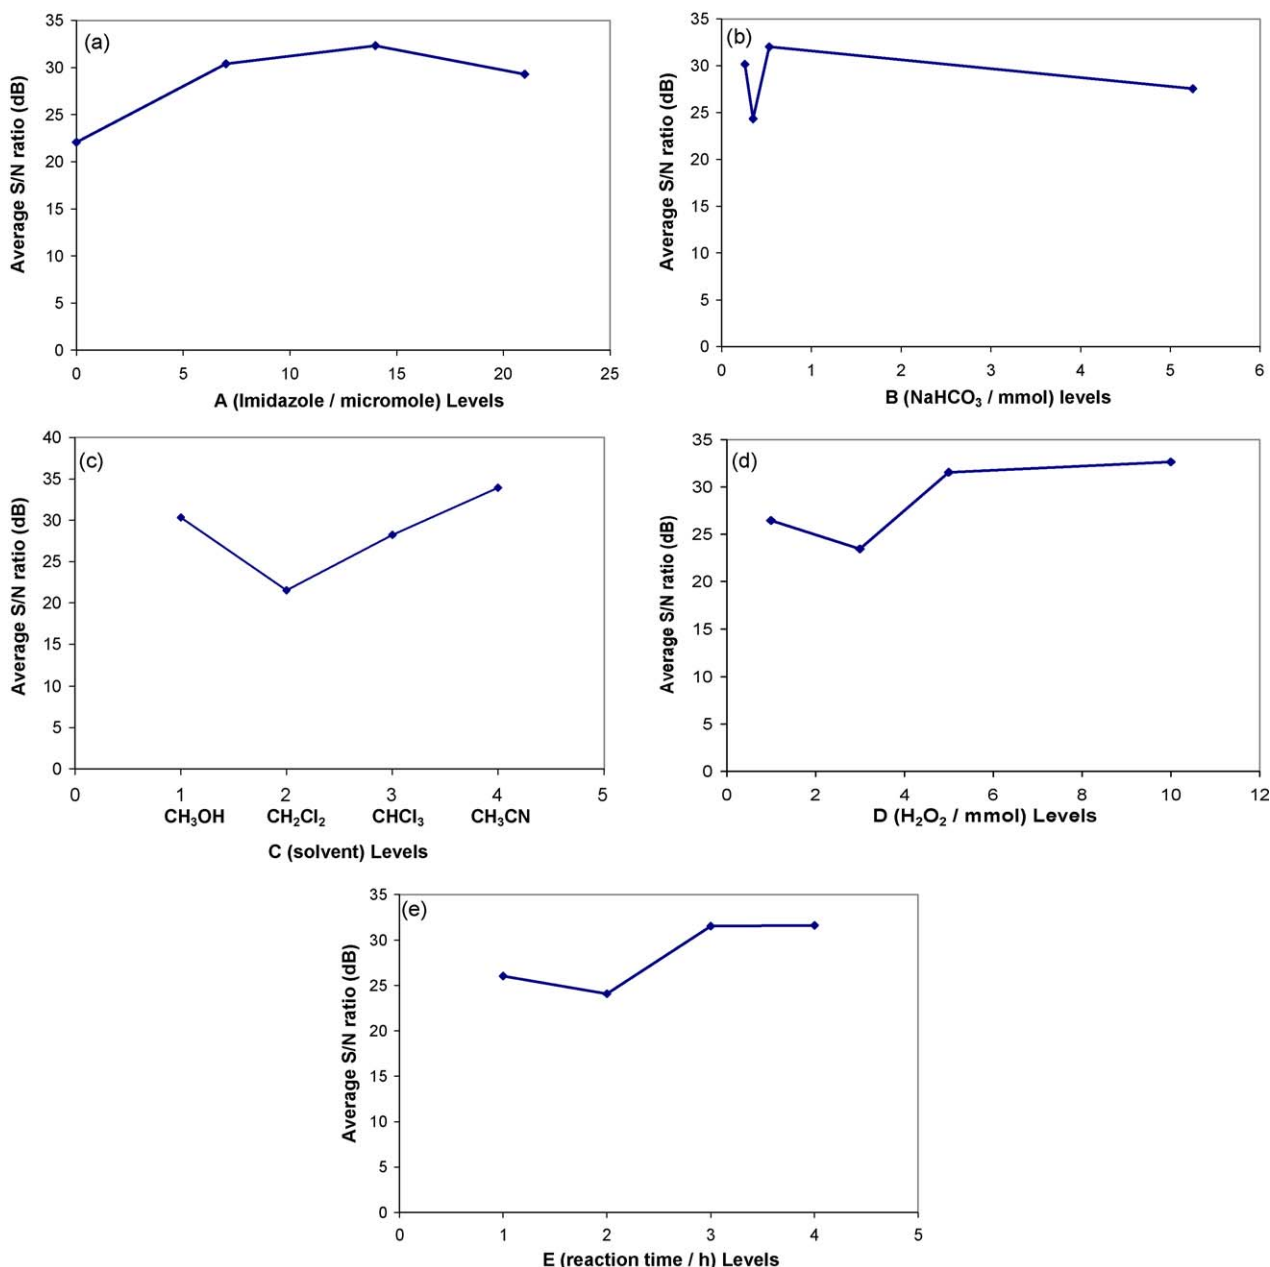 (a)
35
30
25
20
15
10
5
0
Average S/N ratio (dB)
0 5 10 15 20 25
A (Imidazole / micromole) Levels
(b)
35
30
25
20
15
10
5
0
Average S/N ratio (dB)
0 1 2 3 4 5 6
B (NaHCO₃ / mmol) levels
(c)
40
35
30
25
20
15
10
5
0
Average S/N ratio (dB)
0 1 2 3 4 5
CH₃OH CH₂Cl₂ CHCl₃ CH₃CN
C (solvent) Levels
(d)
35
30
25
20
15
10
5
0
Average S/N ratio (dB)
0 2 4 6 8 10 12
D (H₂O₂ / mmol) Levels
(e)
35
30
25
20
15
10
5
0
Average S/N ratio (dB)
0 1 2 3 4 5
E (reaction time / h) Levels